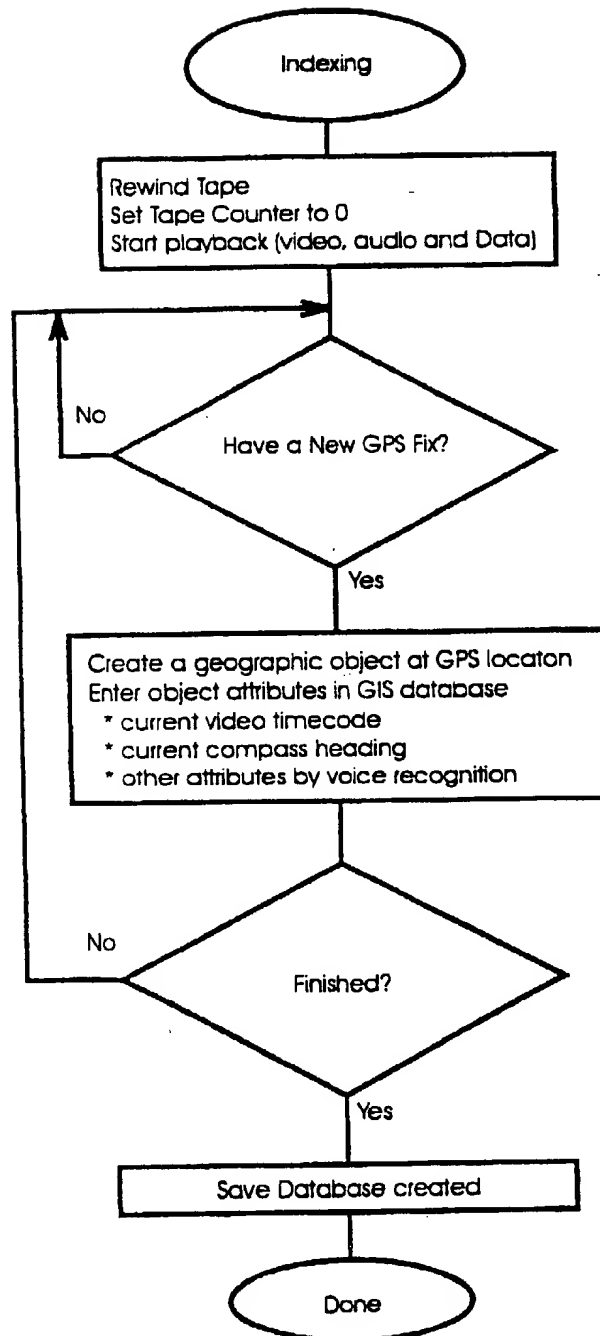 Indexing
Rewind Tape
Set Tape Counter to 0
Start playback (video, audio and Data)
No
Have a New GPS Fix?
Yes
Create a geographic object at GPS locaton
Enter object attributes in GIS database
* current video timecode
* current compass heading
* other attributes by voice recognition
No
Finished?
Yes
Save Database created
Done